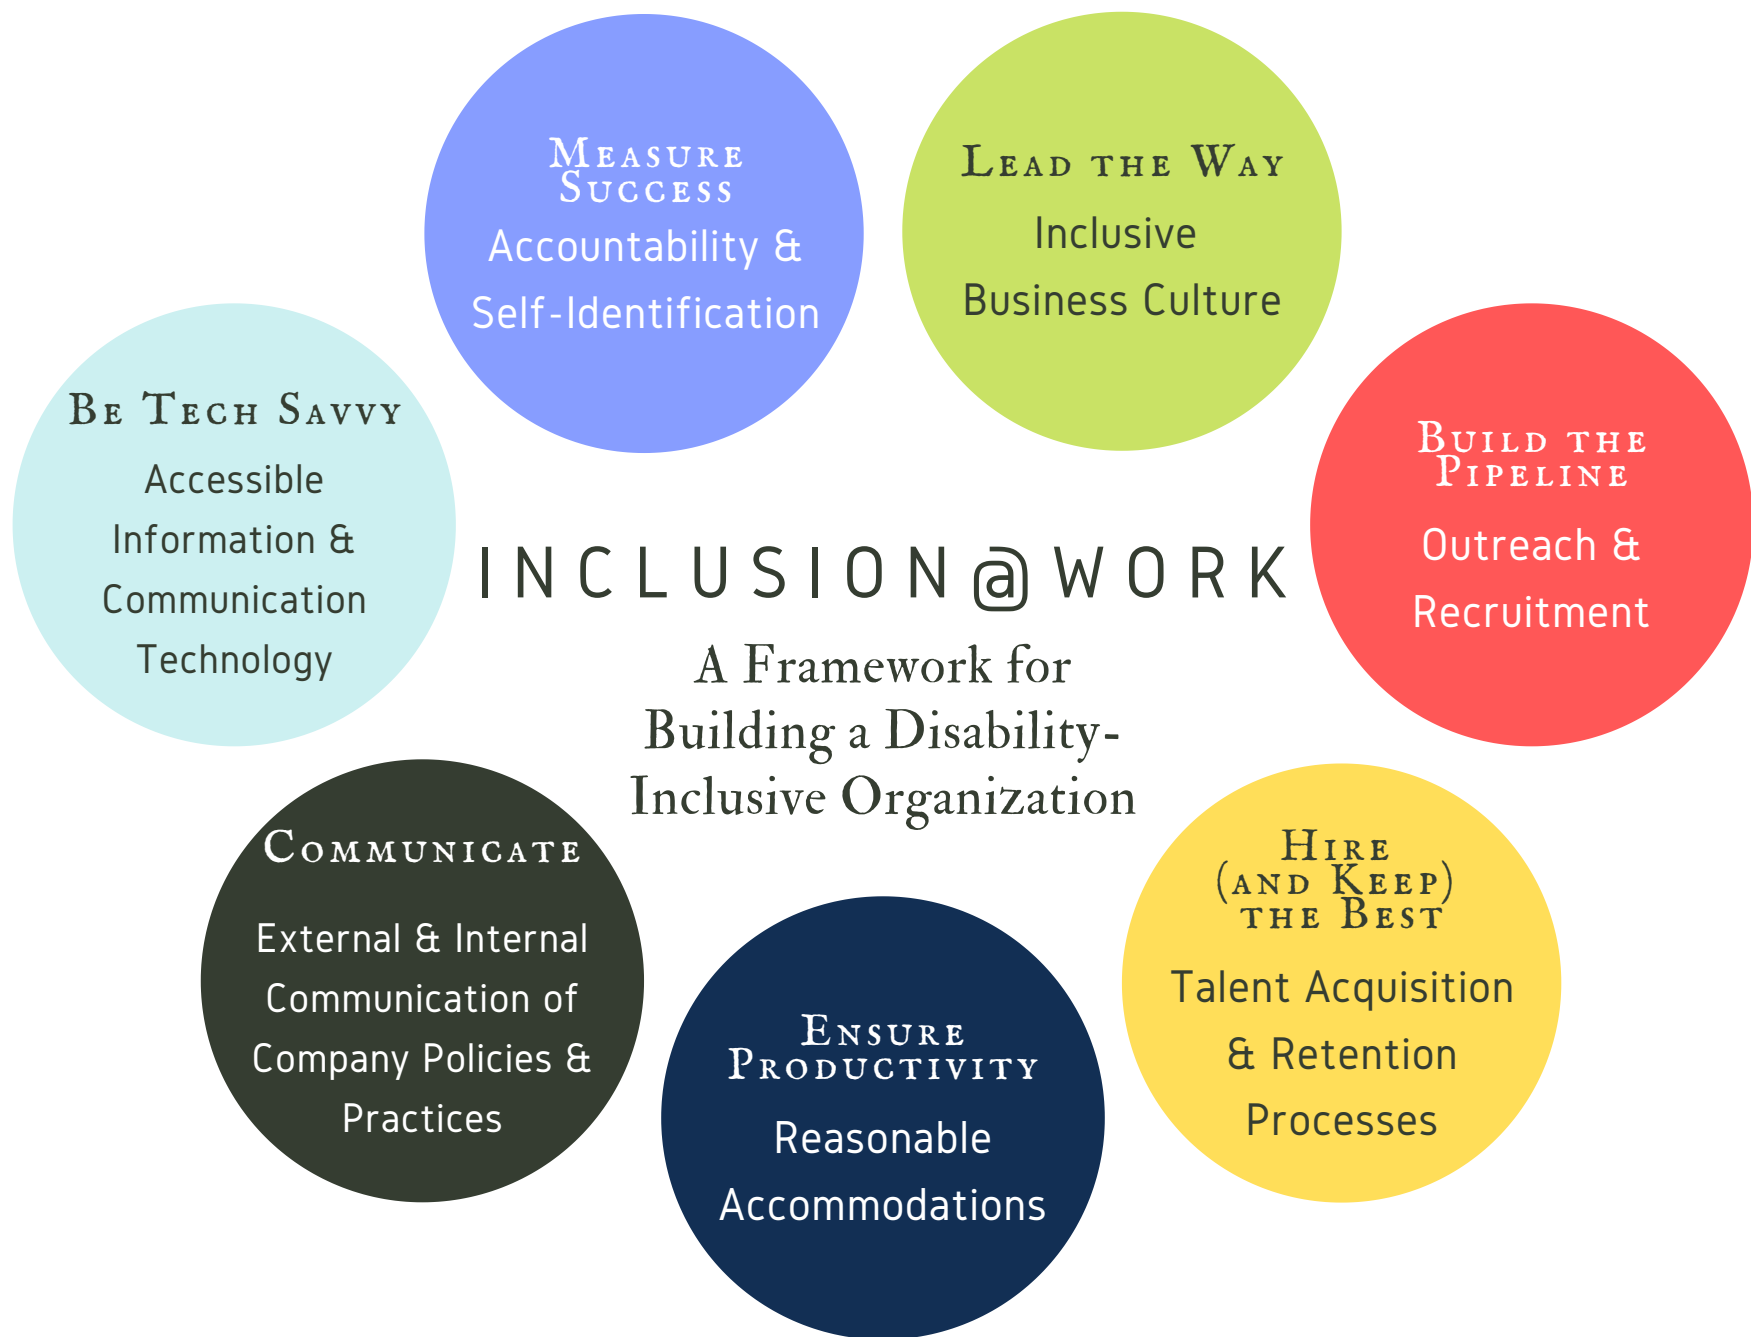 Measure
Success
Accountability &
Self-Identification
Lead the Way
Inclusive
Business Culture
Build the
Pipeline
Outreach &
Recruitment
Hire
(and Keep)
the Best
Talent Acquisition
& Retention
Processes
Ensure
Productivity
Reasonable
Accommodations
Communicate
External & Internal
Communication of
Company Policies &
Practices
Be Tech Savvy
Accessible
Information &
Communication
Technology
INCLUSION@WORK
A Framework for
Building a Disability-
Inclusive Organization